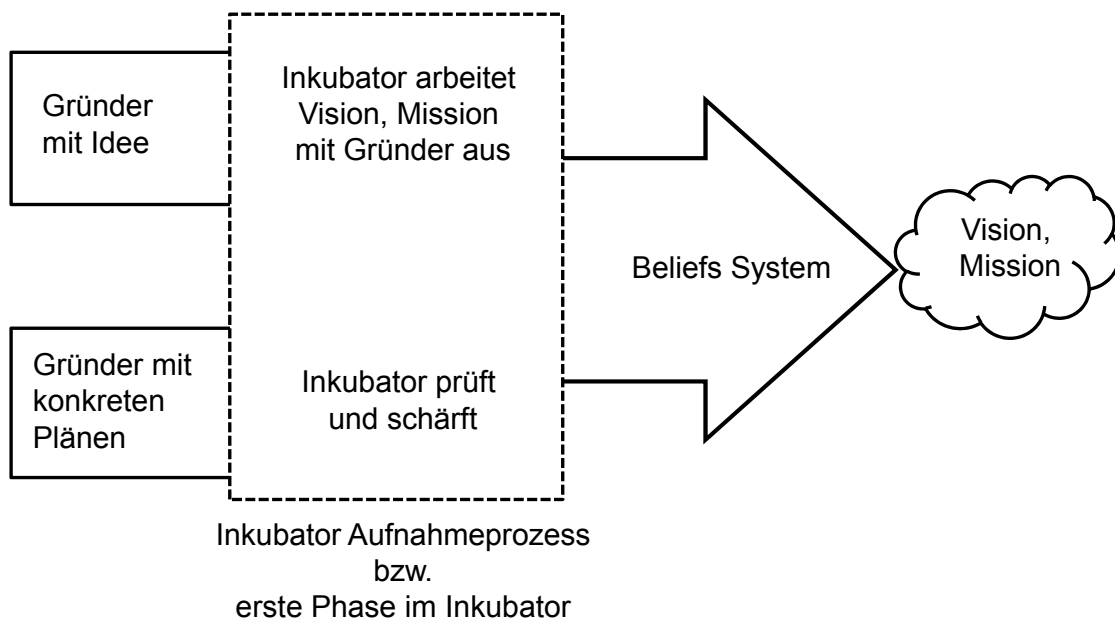 Gründer
mit Idee
Inkubator arbeitet
Vision, Mission
mit Gründer aus
Gründer mit
konkreten
Plänen
Inkubator prüft
und schärft
Beliefs System
Vision,
Mission
Inkubator Aufnahmeprozess
bzw.
erste Phase im Inkubator